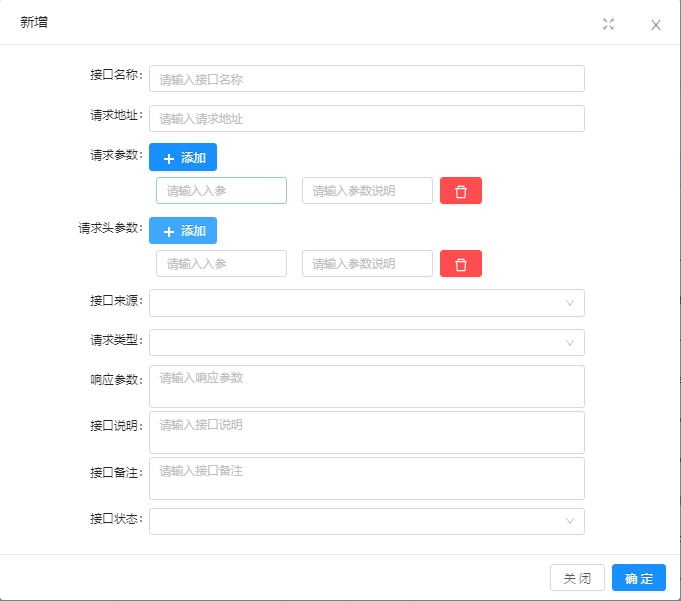 新增
接口名称: 请输入接口名称
请求地址: 请输入请求地址
请求参数: + 添加
请输入入参 请输入参数说明
请求头参数: + 添加
请输入入参 请输入参数说明
接口来源:
请求类型:
响应参数: 请输入响应参数
接口说明: 请输入接口说明
接口备注: 请输入接口备注
接口状态:
关 闭 确 定